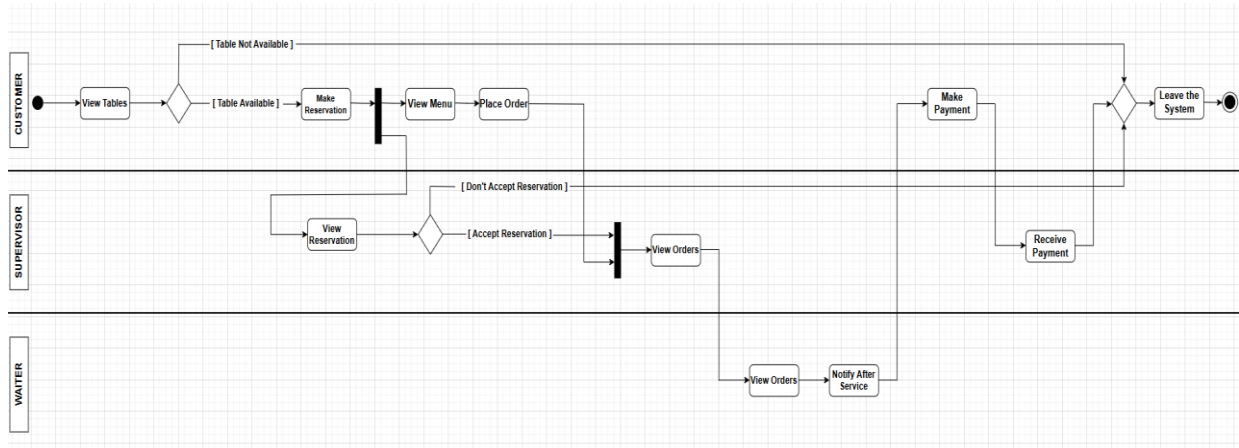 [ Table Not Available ]
CUSTOMER
View Tables
[ Table Available ]
Make
Reservation
View Menu
Place Order
Make
Payment
Leave the
System
SUPERVISOR
[ Don't Accept Reservation ]
View
Reservation
[ Accept Reservation ]
View Orders
Receive
Payment
WAITER
View Orders
Notify After
Service